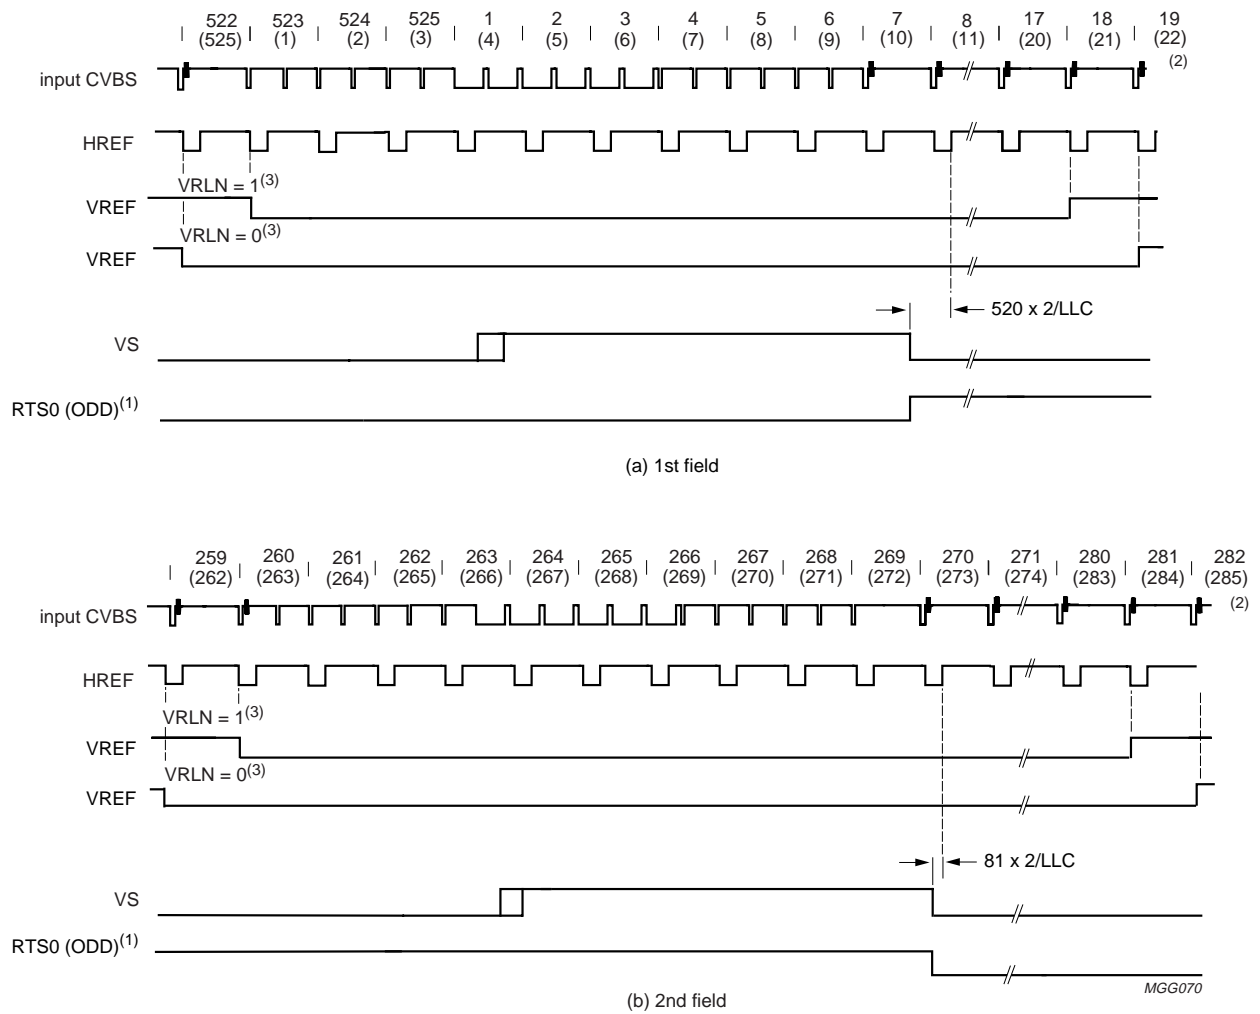 522 523 524 525 1 2 3 4 5 6 7 8 17 18 19
(525) (1) (2) (3) (4) (5) (6) (7) (8) (9) (10) (11) (20) (21) (22)
input CVBS (2)
HREF
VRLN = 1(3)
VREF
VRLN = 0(3)
VREF
520 x 2/LLC
VS
RTS0 (ODD)(1)
(a) 1st field
259 260 261 262 263 264 265 266 267 268 269 270 271 280 281 282
(262) (263) (264) (265) (266) (267) (268) (269) (270) (271) (272) (273) (274) (283) (284) (285)
input CVBS (2)
HREF
VRLN = 1(3)
VREF
VRLN = 0(3)
VREF
81 x 2/LLC
VS
RTS0 (ODD)(1)
MGG070
(b) 2nd field